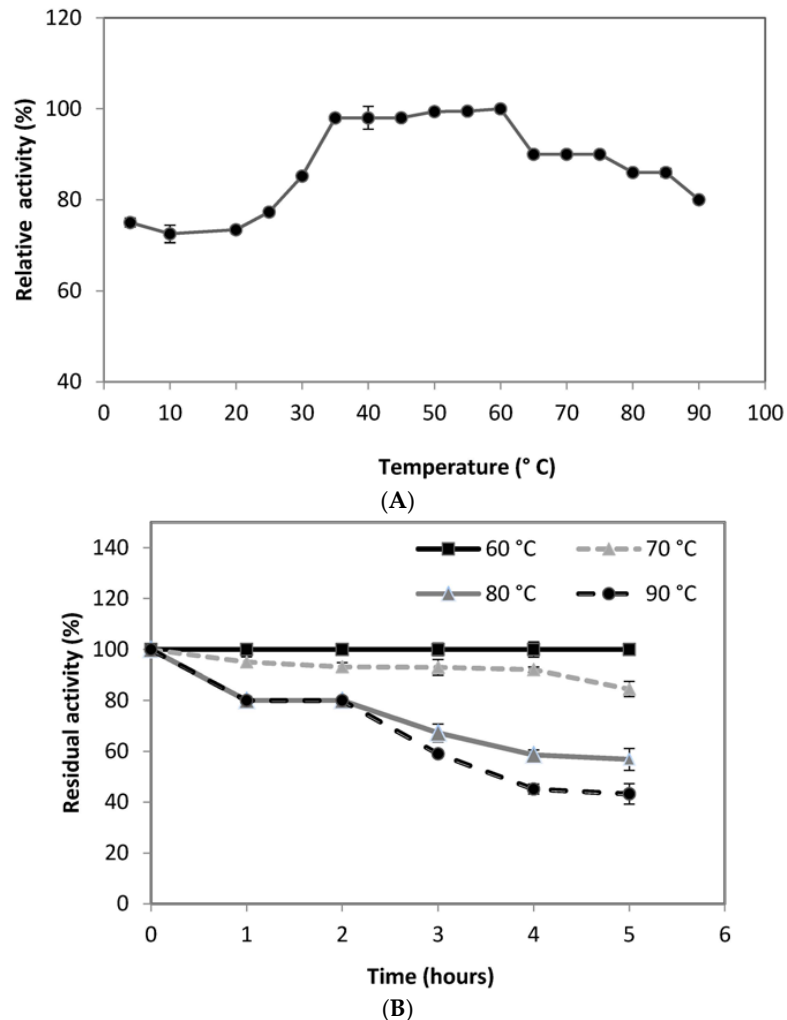 120
100
80
60
40
Relative activity (%)
0 10 20 30 40 50 60 70 80 90 100
Temperature (° C)
(A)
140
120
100
80
60
40
20
0
Residual activity (%)
60 °C 70 °C
80 °C 90 °C
0 1 2 3 4 5 6
Time (hours)
(B)